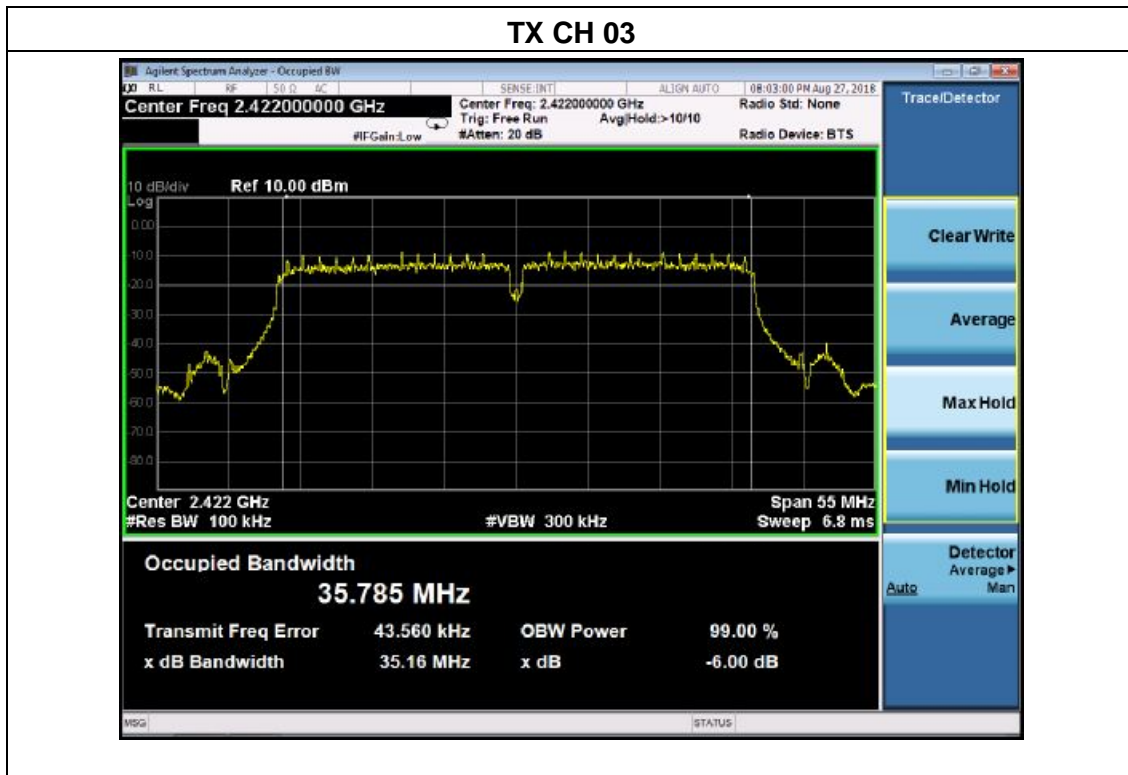 TX CH 03
Agilent Spectrum Analyzer - Occupied BW
RL RF 50 Ω AC SENSE:INT ALIGN AUTO 08:03:00 PM Aug 27, 2018
Center Freq 2.422000000 GHz
Center Freq: 2.422000000 GHz
Radio Std: None
Trig: Free Run Avg|Hold:>10/10
#IFGain:Low #Atten: 20 dB Radio Device: BTS
10 dB/div Ref 10.00 dBm
Log
0.00
-10.0
-20.0
-30.0
-40.0
-50.0
-60.0
-70.0
-80.0
Center 2.422 GHz Span 55 MHz
#Res BW 100 kHz #VBW 300 kHz Sweep 6.8 ms
Occupied Bandwidth
35.785 MHz
Transmit Freq Error 43.560 kHz OBW Power 99.00 %
x dB Bandwidth 35.16 MHz x dB -6.00 dB
MSG STATUS
Trace/Detector
Clear Write
Average
Max Hold
Min Hold
Detector
Average▶
Auto Man